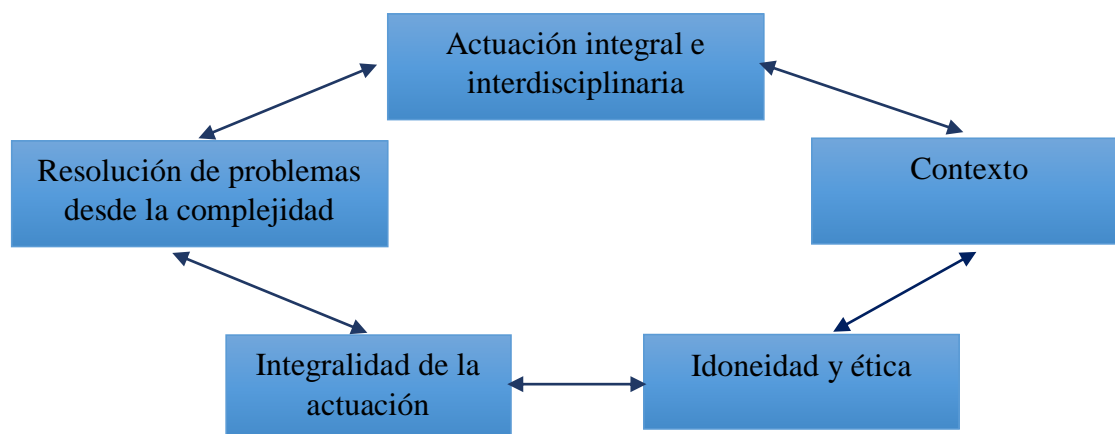 Actuación integral e
interdisciplinaria
Resolución de problemas
desde la complejidad
Contexto
Integralidad de la
actuación
Idoneidad y ética